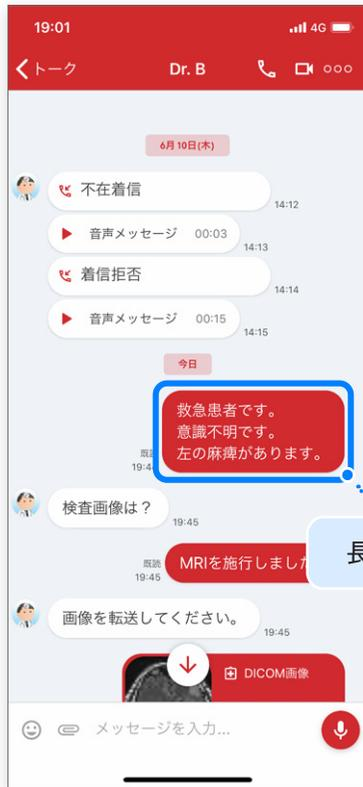 19:01
4G
トーク
Dr. B
6月10日(木)
不在着信
14:12
音声メッセージ 00:03
14:13
着信拒否
14:14
音声メッセージ 00:15
14:15
今日
救急患者です。
意識不明です。
左の麻痺があります。
既読
検査画像は？
19:45
MRIを施行しまし
既読
19:45
画像を転送してください。
19:45
DICOM画像
メッセージを入力...